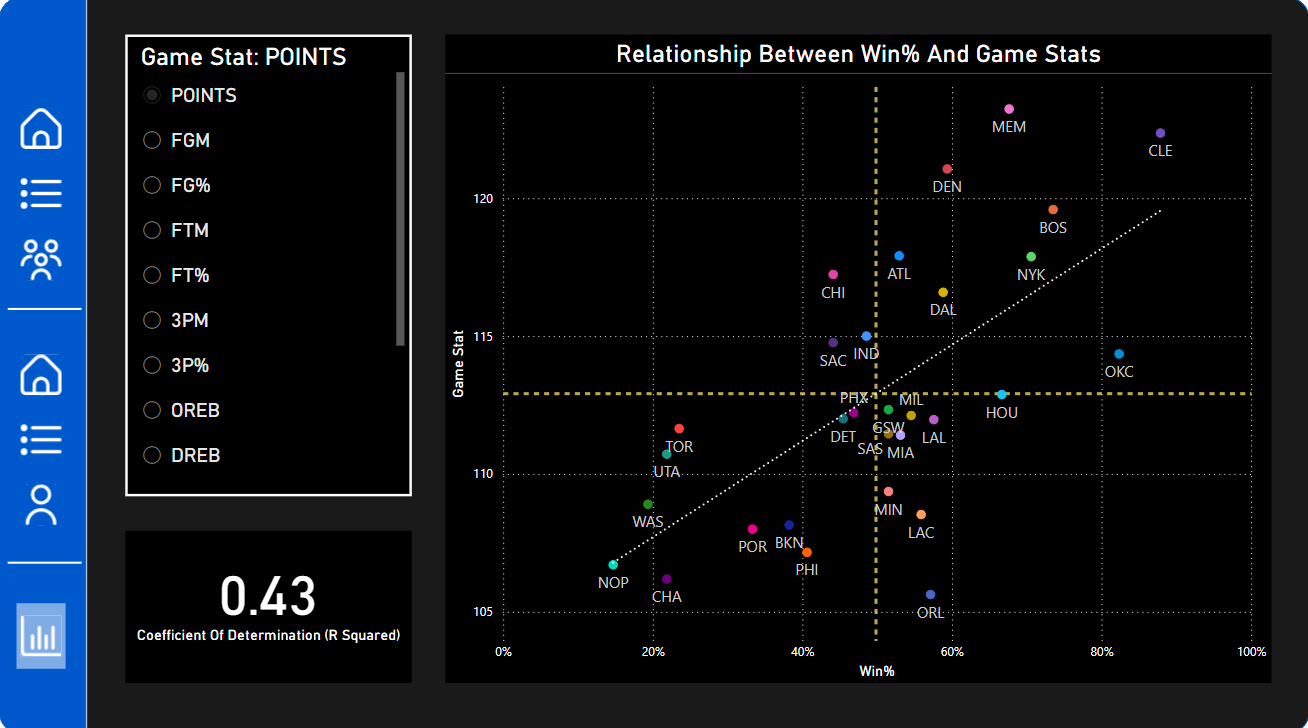 Game Stat: POINTS
POINTS
FGM
FG%
FTM
FT%
3PM
3P%
OREB
DREB
0.43
Coefficient Of Determination (R Squared)
Relationship Between Win% And Game Stats
MEM
CLE
DEN
120
BOS
ATL
NYK
CHI
DAL
115
IND
SAC
OKC
Game Stat
PHX
MIL
HOU
GSW
DET
LAL
TOR
SAS
MIA
UTA
110
MIN
WAS
LAC
POR
BKN
PHI
NOP
CHA
105
ORL
0%
20%
40%
60%
80%
100%
Win%